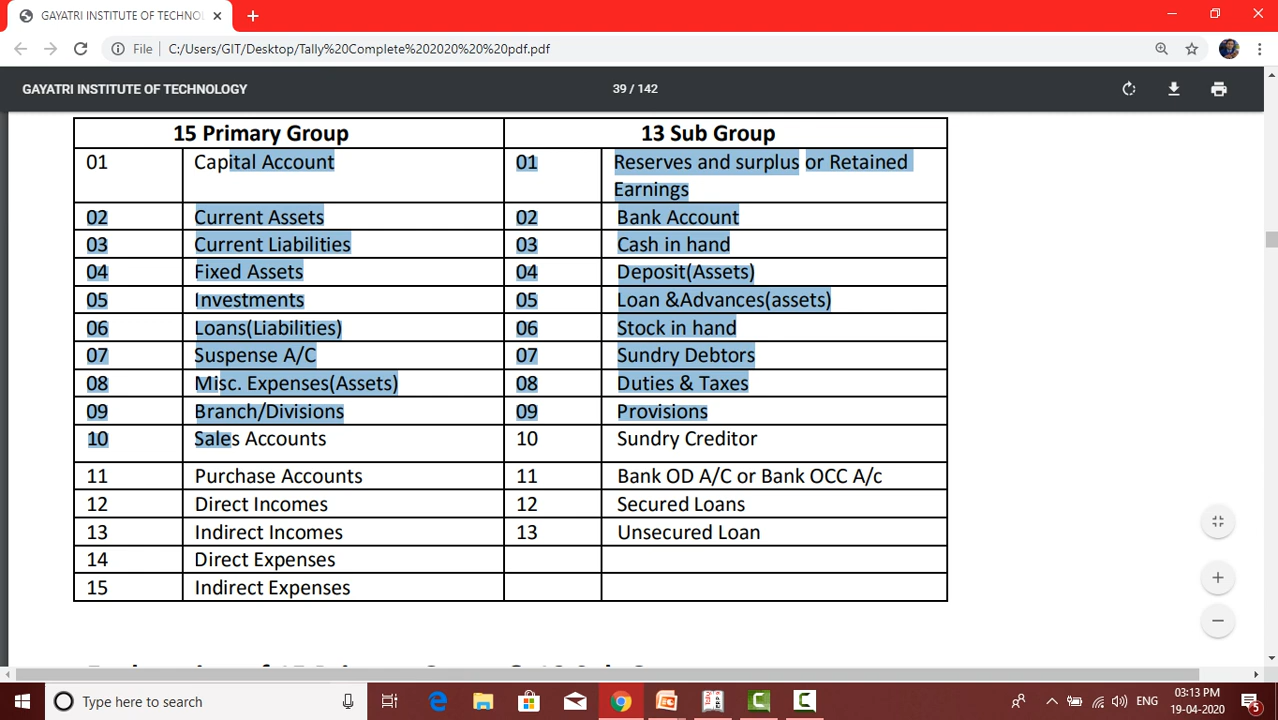 GAYATRI INSTITUTE OF TECHNOL
File C:/Users/GIT/Desktop/Tally%20Complete%202020%20%20pdf.pdf
GAYATRI INSTITUTE OF TECHNOLOGY 39 / 142
15 Primary Group 13 Sub Group
01 Capital Account 01 Reserves and surplus or Retained
Earnings
02 Current Assets 02 Bank Account
03 Current Liabilities 03 Cash in hand
04 Fixed Assets 04 Deposit(Assets)
05 Investments 05 Loan &Advances(assets)
06 Loans(Liabilities) 06 Stock in hand
07 Suspense A/C 07 Sundry Debtors
08 Misc. Expenses(Assets) 08 Duties & Taxes
09 Branch/Divisions 09 Provisions
10 Sales Accounts 10 Sundry Creditor
11 Purchase Accounts 11 Bank OD A/C or Bank OCC A/c
12 Direct Incomes 12 Secured Loans
13 Indirect Incomes 13 Unsecured Loan
14 Direct Expenses
15 Indirect Expenses
Type here to search
ENG
03:13 PM
19-04-2020
5